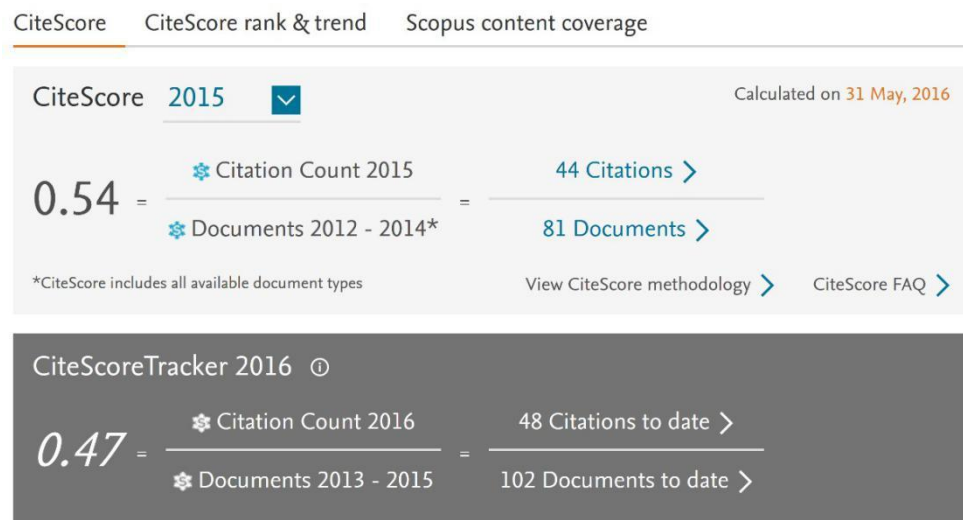 CiteScore CiteScore rank & trend Scopus content coverage
CiteScore 2015 Calculated on 31 May, 2016
0.54 = Citation Count 2015 = 44 Citations
Documents 2012 - 2014* 81 Documents
*CiteScore includes all available document types View CiteScore methodology CiteScore FAQ
CiteScoreTracker 2016
0.47 = Citation Count 2016 = 48 Citations to date
Documents 2013 - 2015 102 Documents to date